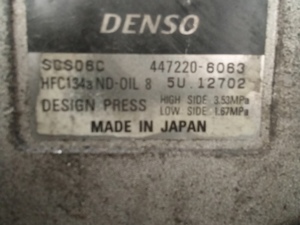 DENSO
SCS06C 447220-6063
HFC134a ND-OIL 8 5U.12702
DESIGN PRESS HIGH SIDE 3.53MPa
LOW SIDE 1.67MPa
MADE IN JAPAN